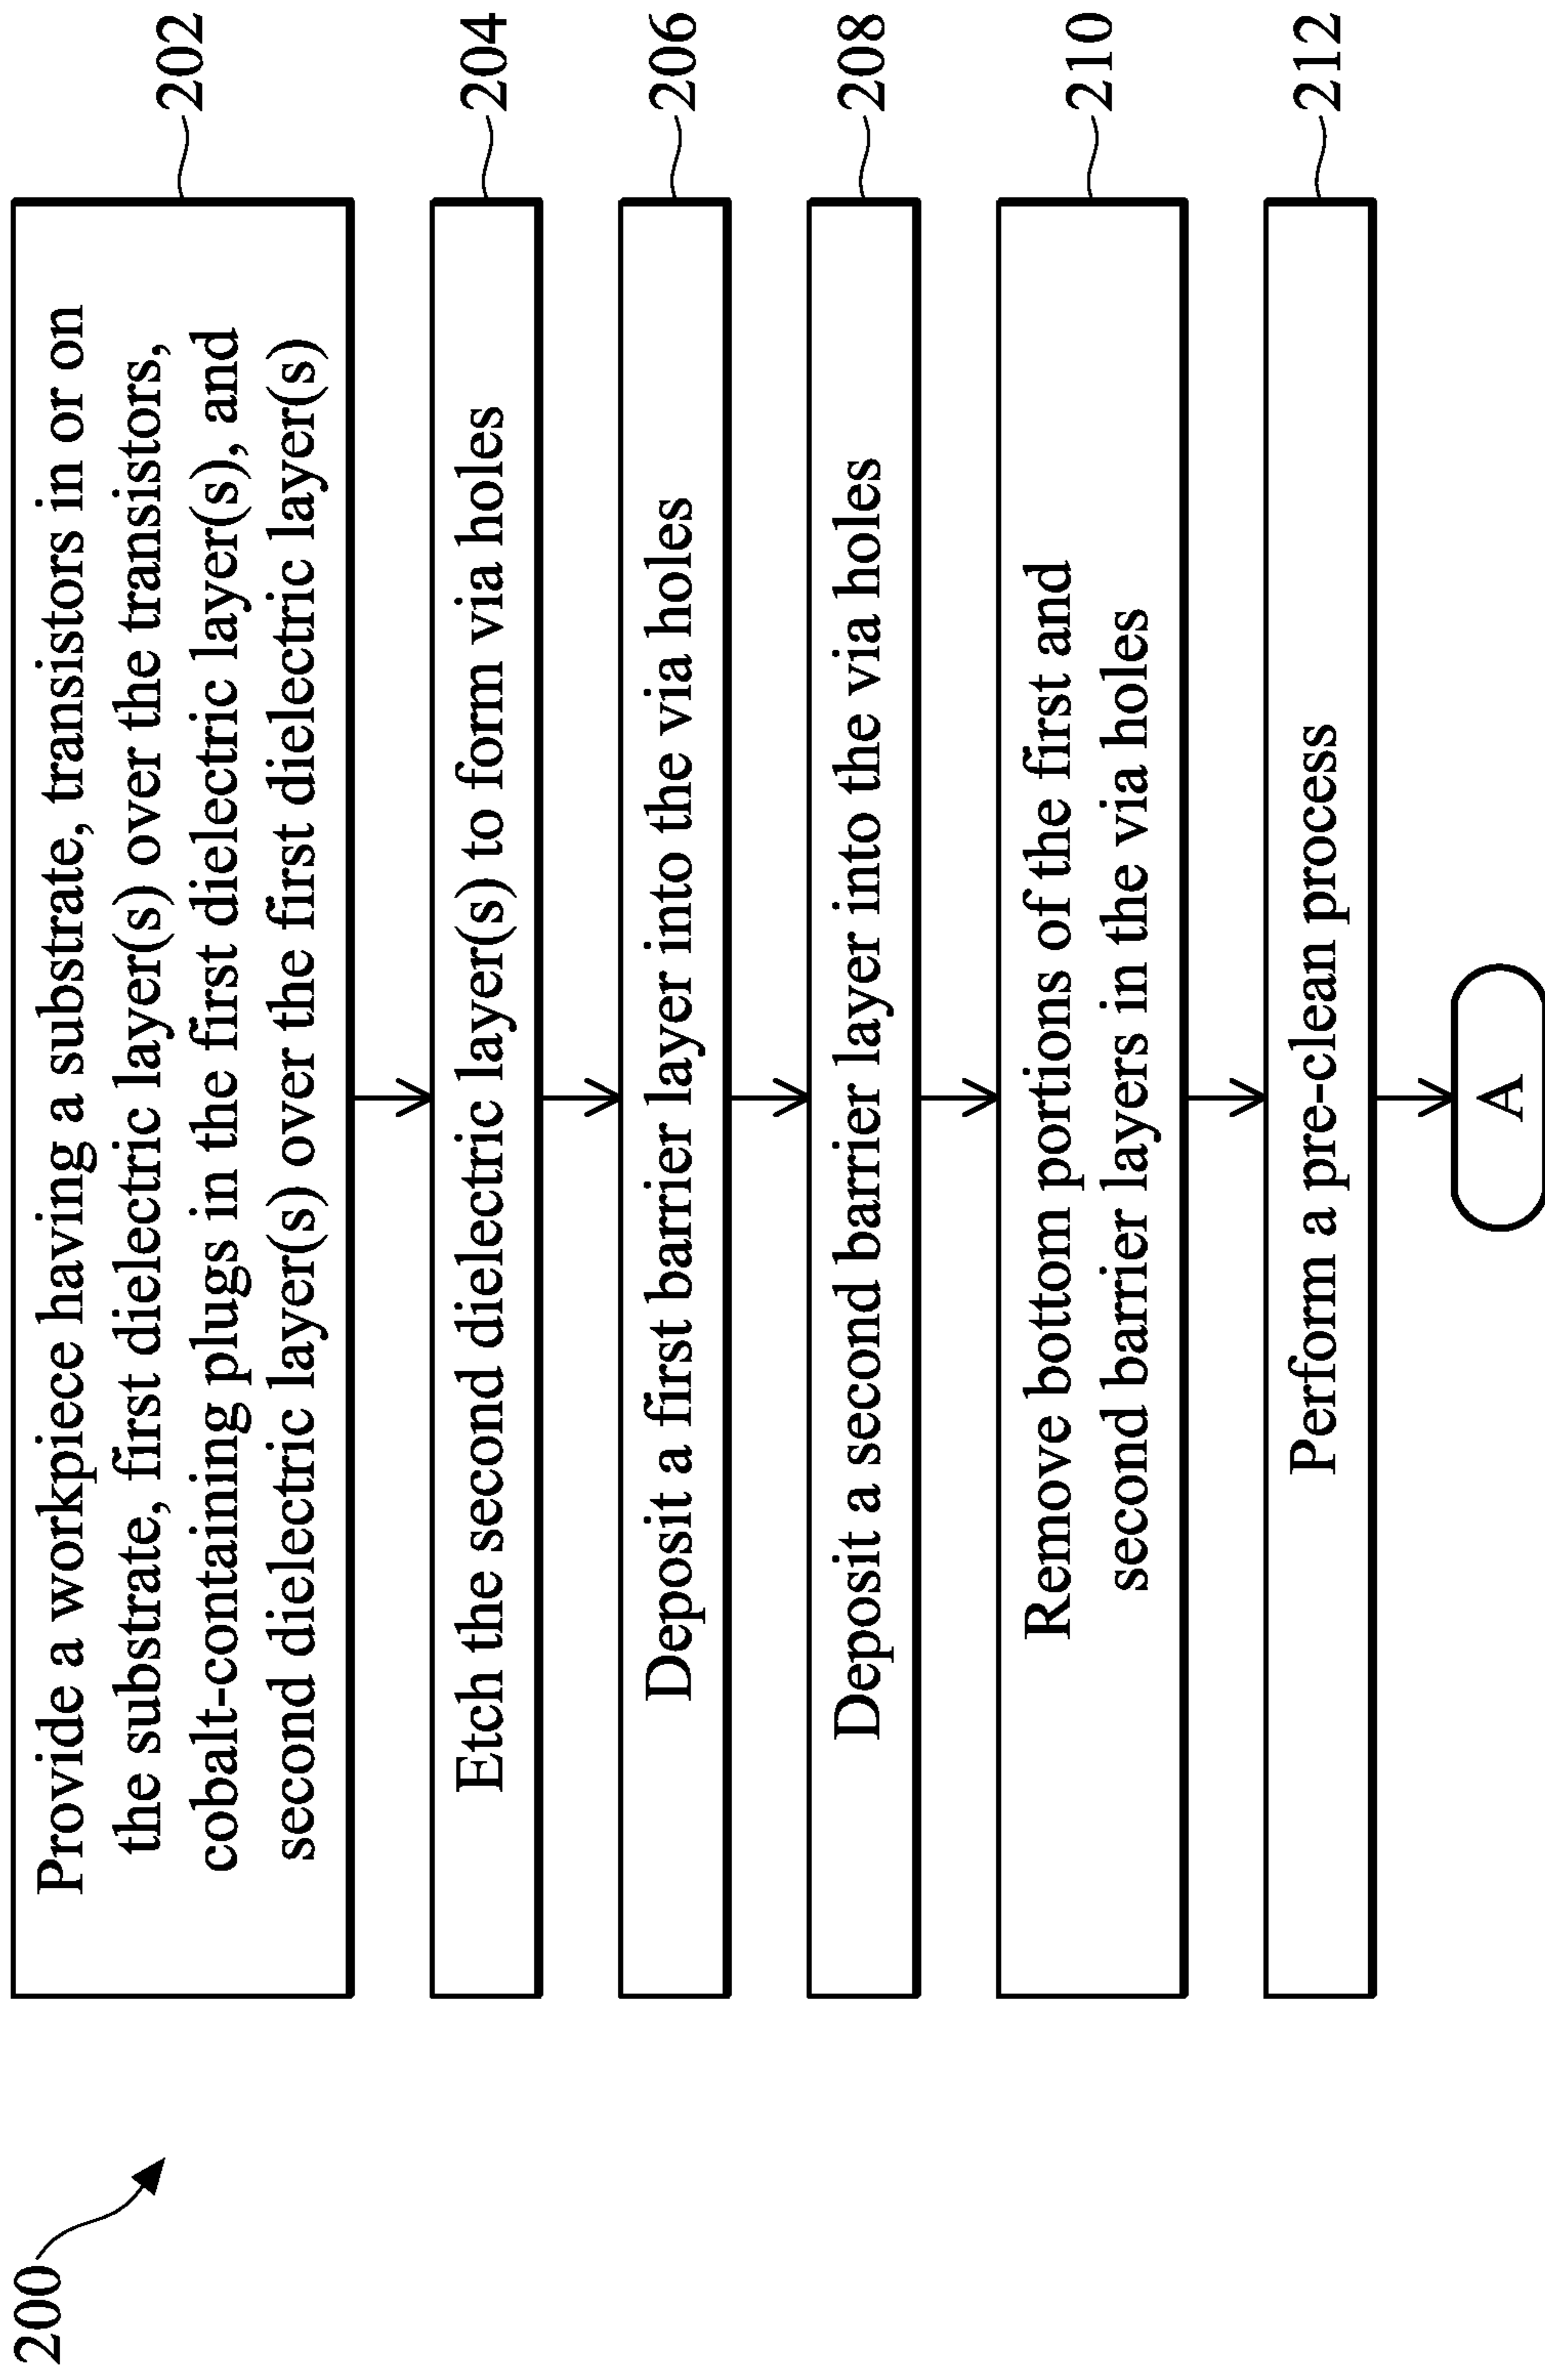 200
Provide a workpiece having a substrate, transistors in or on
the substrate, first dielectric layer(s) over the transistors,
cobalt-containing plugs in the first dielectric layer(s), and
second dielectric layer(s) over the first dielectric layer(s)
202
Etch the second dielectric layer(s) to form via holes
204
Deposit a first barrier layer into the via holes
206
Deposit a second barrier layer into the via holes
208
Remove bottom portions of the first and
second barrier layers in the via holes
210
Perform a pre-clean process
212
A